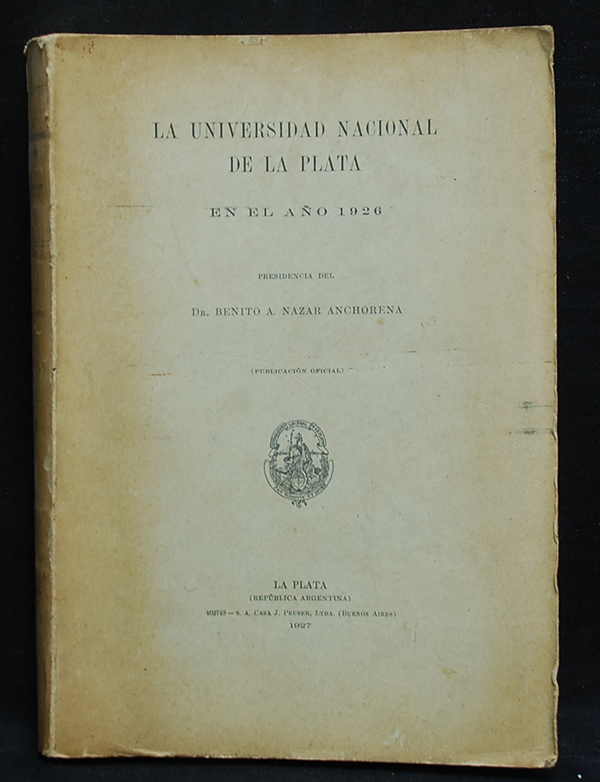 LA UNIVERSIDAD NACIONAL
DE LA PLATA
EN EL AÑO 1926
PRESIDENCIA DEL
DR. BENITO A. NAZAR ANCHORENA
(PUBLICACIÓN OFICIAL)
LA PLATA
(REPÚBLICA ARGENTINA)
402749 — S. A. CASA J. PEUSER, LTDA. (BUENOS AIRES)
1927